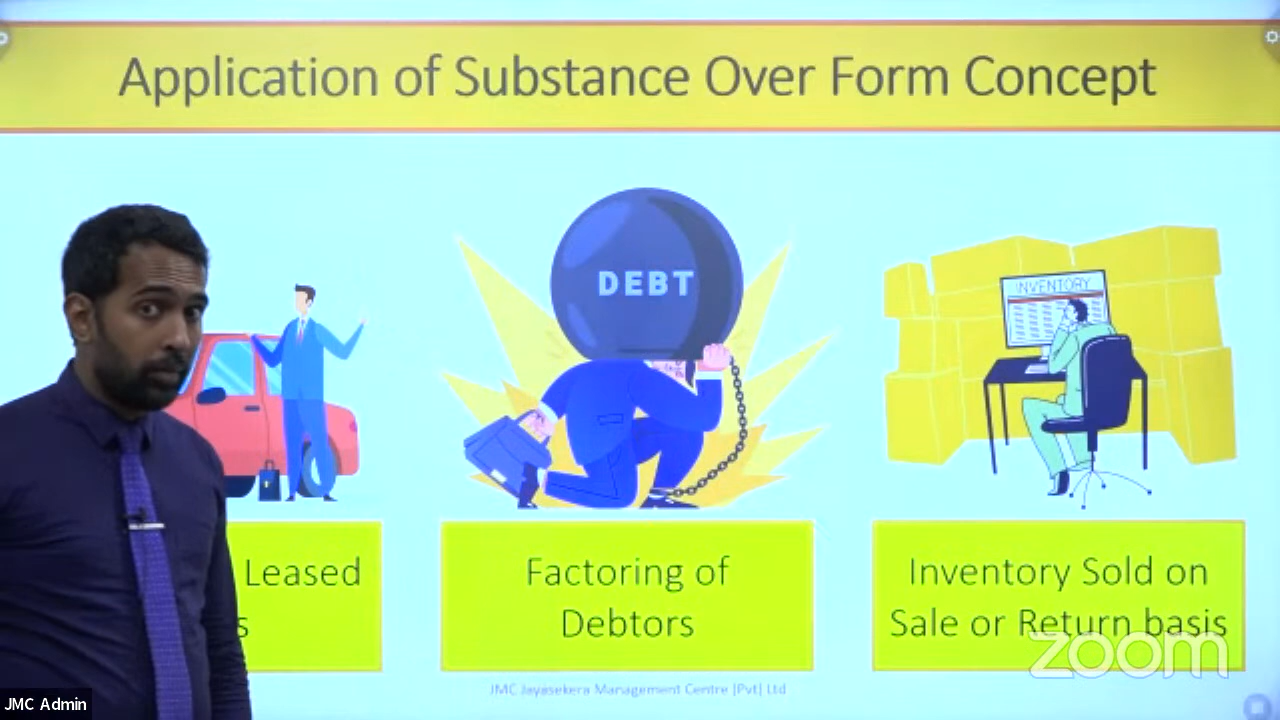 Application of Substance Over Form Concept
DEBT
INVENTORY
Leased
s
Factoring of
Debtors
Inventory Sold on
Sale or Return basis
zoom
JMC Jayasekera Management Centre (Pvt) Ltd
JMC Admin